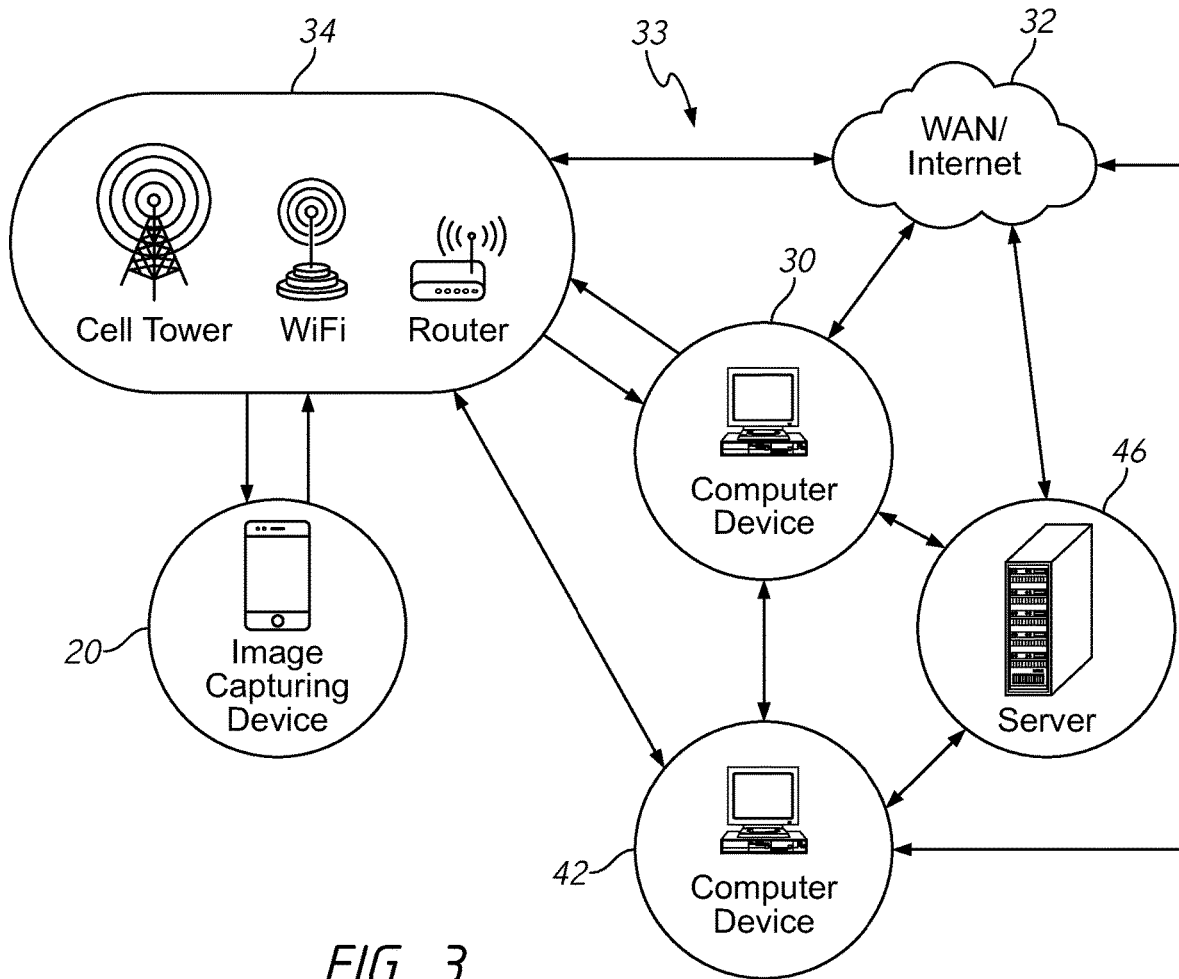 34
33
32
WAN/
Internet
Cell Tower
WiFi
Router
30
Computer
Device
46
Server
20
Image
Capturing
Device
42
Computer
Device
FIG. 3